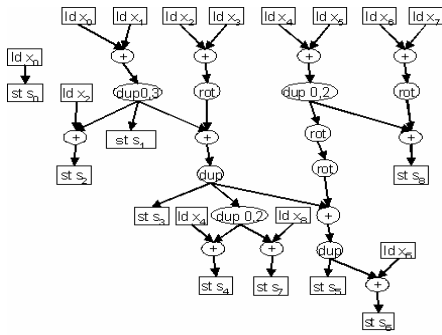 ld x₀ ld x₁ ld x₂ ld x₃ ld x₄ ld x₅ ld x₆ ld x₇
ld x₀ + + + +
st s₀ ld x₂ dup0,3 rot dup 0,2 rot
+ st s₁ + rot +
st s₂ rot st s₈
dup
st s₃ ld x₄ dup 0,2 ld x₈ +
+ + dup ld x₆
st s₄ st s₇ st s₅ +
st s₆